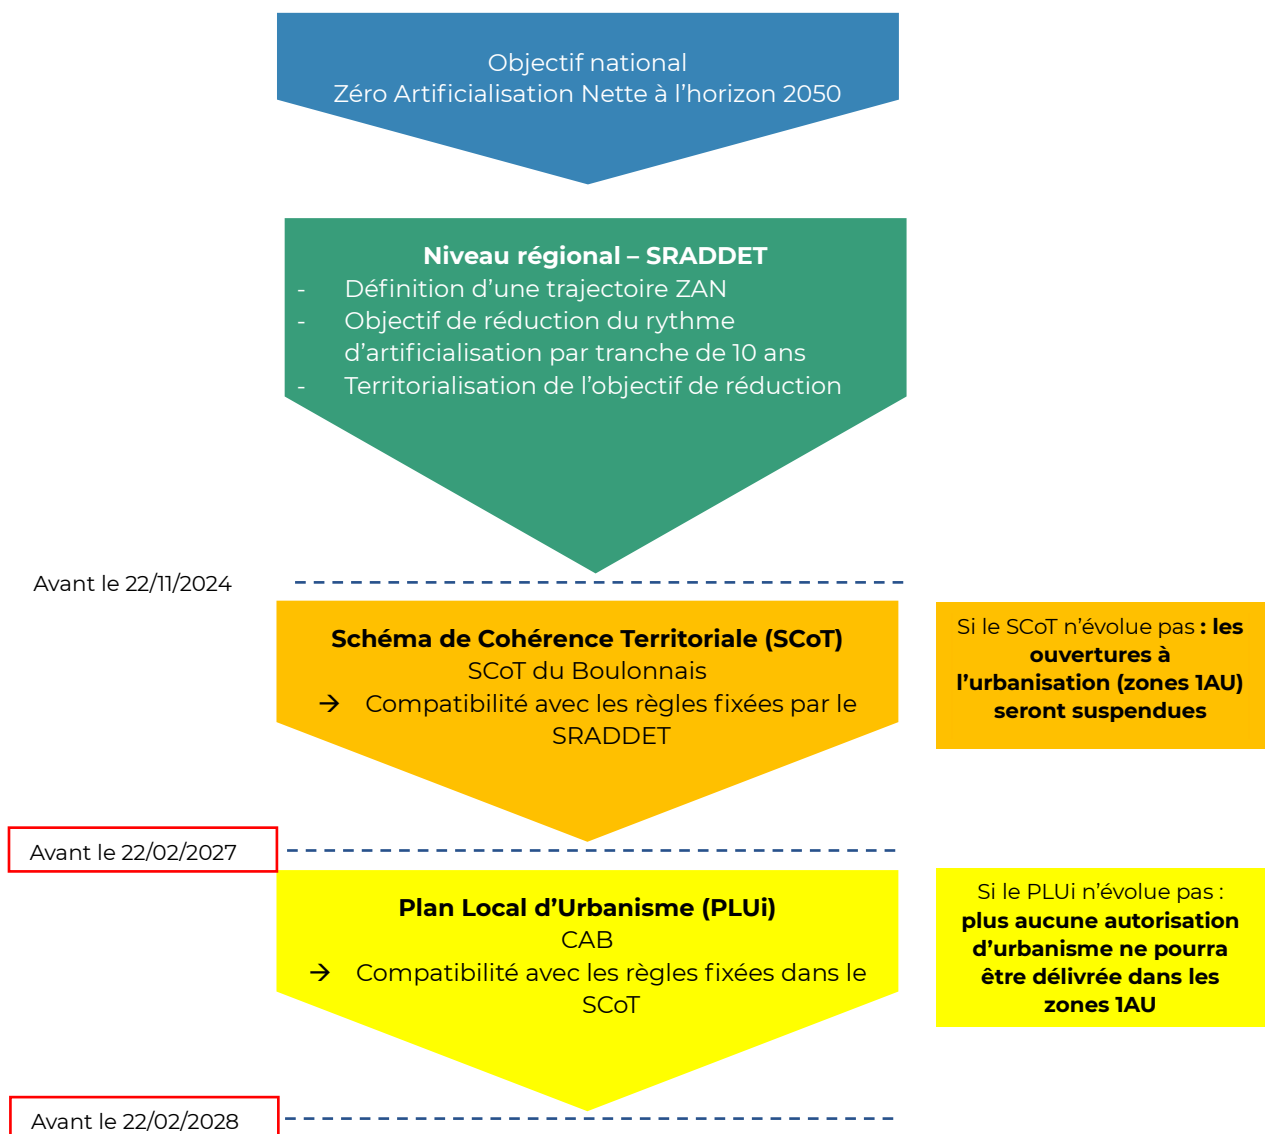 Objectif national
Zéro Artificialisation Nette à l’horizon 2050
Niveau régional – SRADDET
- Définition d’une trajectoire ZAN
- Objectif de réduction du rythme
d’artificialisation par tranche de 10 ans
- Territorialisation de l’objectif de réduction
Avant le 22/11/2024
Schéma de Cohérence Territoriale (SCoT)
SCoT du Boulonnais
→ Compatibilité avec les règles fixées par le
SRADDET
Si le SCoT n’évolue pas : les
ouvertures à
l’urbanisation (zones 1AU)
seront suspendues
Avant le 22/02/2027
Plan Local d’Urbanisme (PLUi)
CAB
→ Compatibilité avec les règles fixées dans le
SCoT
Si le PLUi n’évolue pas :
plus aucune autorisation
d’urbanisme ne pourra
être délivrée dans les
zones 1AU
Avant le 22/02/2028